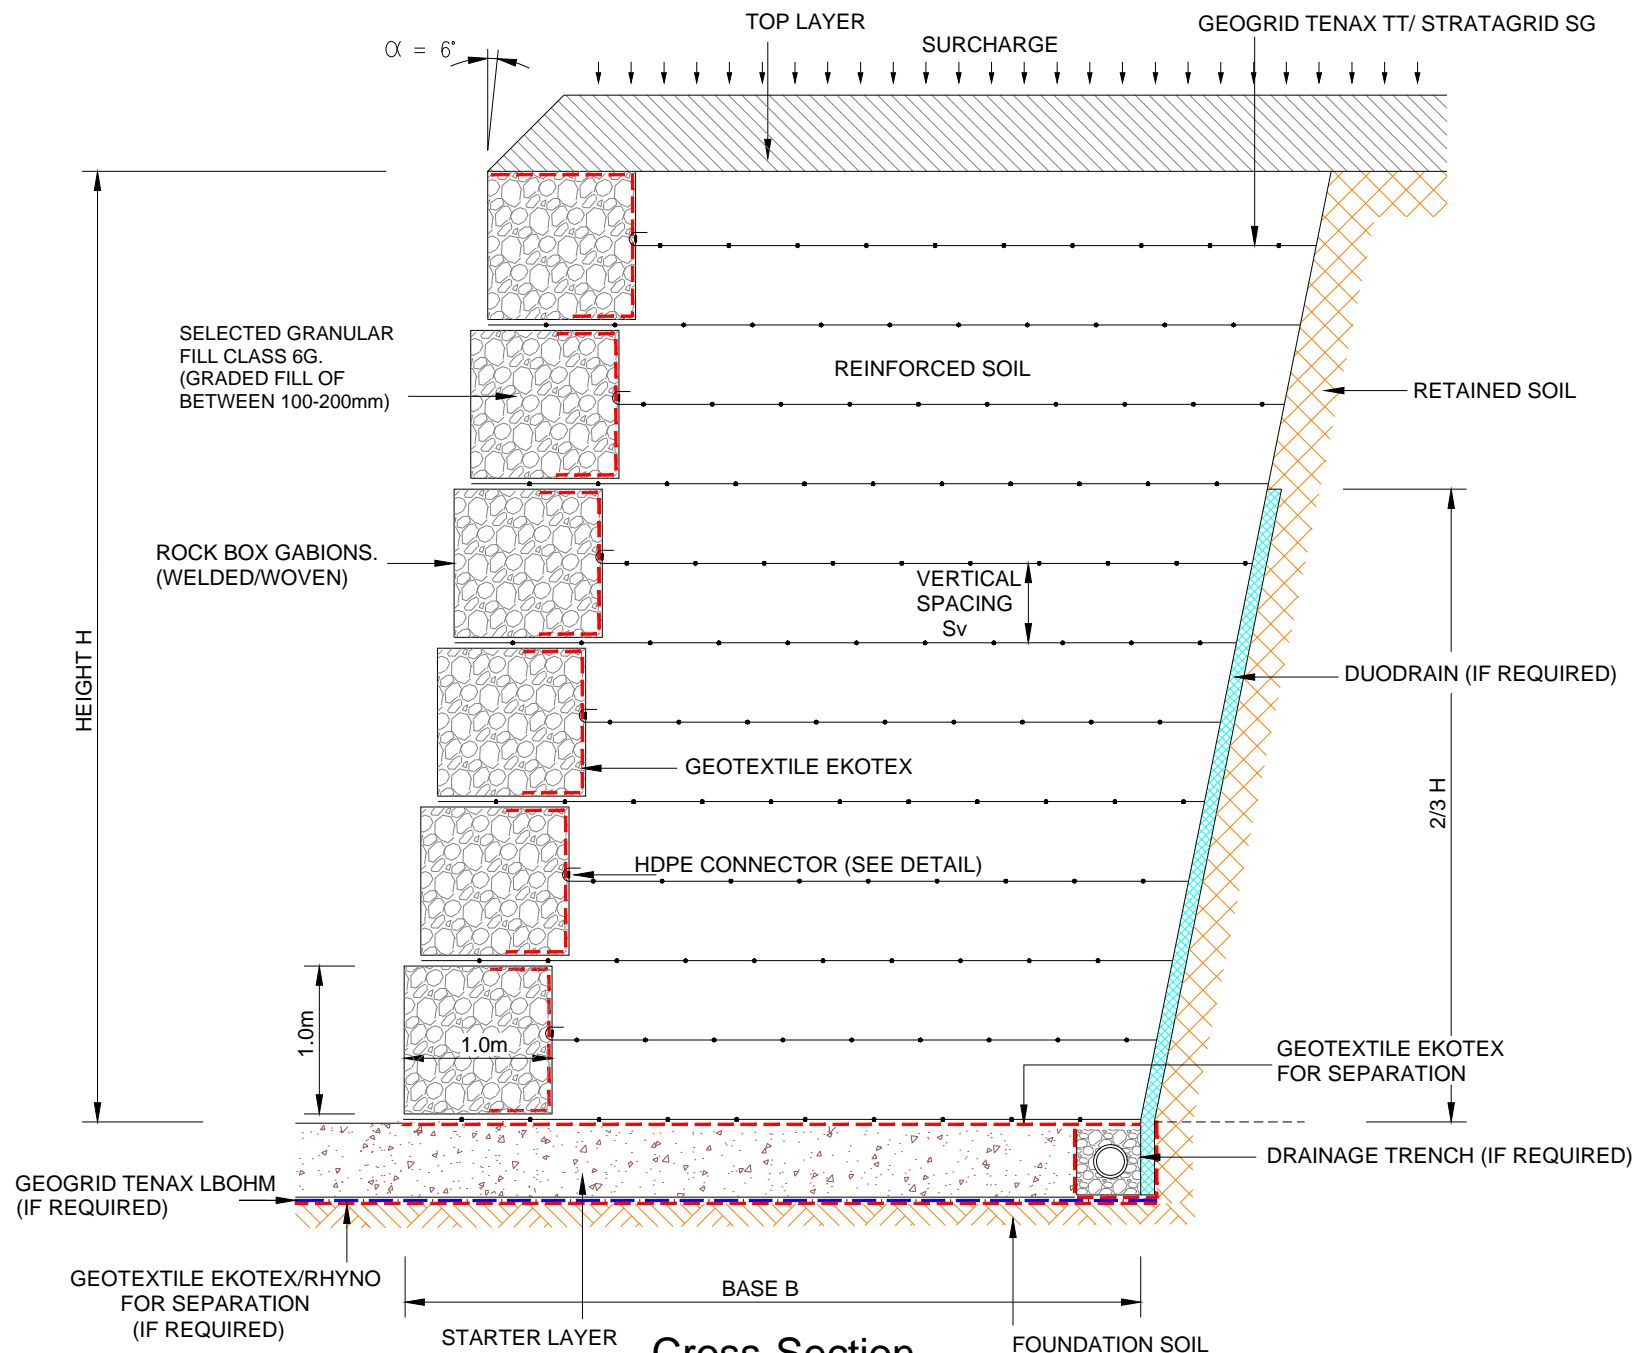 TOP LAYER
GEOGRID TENAX TT/ STRATAGRID SG
α = 6°
SURCHARGE
SELECTED GRANULAR
FILL CLASS 6G.
(GRADED FILL OF
BETWEEN 100-200mm)
REINFORCED SOIL
RETAINED SOIL
ROCK BOX GABIONS.
(WELDED/WOVEN)
VERTICAL
SPACING
Sv
HEIGHT H
DUODRAIN (IF REQUIRED)
GEOTEXTILE EKOTEX
2/3 H
HDPE CONNECTOR (SEE DETAIL)
1.0m
1.0m
GEOTEXTILE EKOTEX
FOR SEPARATION
DRAINAGE TRENCH (IF REQUIRED)
GEOGRID TENAX LBOHM
(IF REQUIRED)
GEOTEXTILE EKOTEX/RHYNO
FOR SEPARATION
(IF REQUIRED)
BASE B
STARTER LAYER
Cross Section
FOUNDATION SOIL